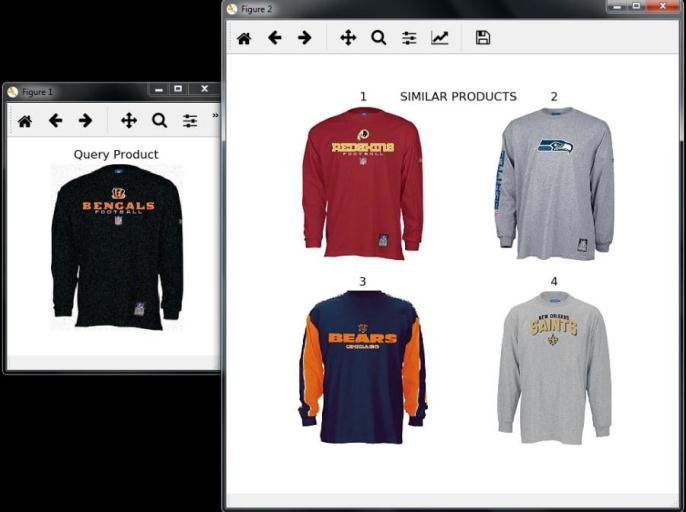 Figure 1
»
Query Product
BENGALS
FOOTBALL
Figure 2
1 SIMILAR PRODUCTS 2
REDSKINS
FOOTBALL
3 4
BEARS
NEW ORLEANS
SAINTS